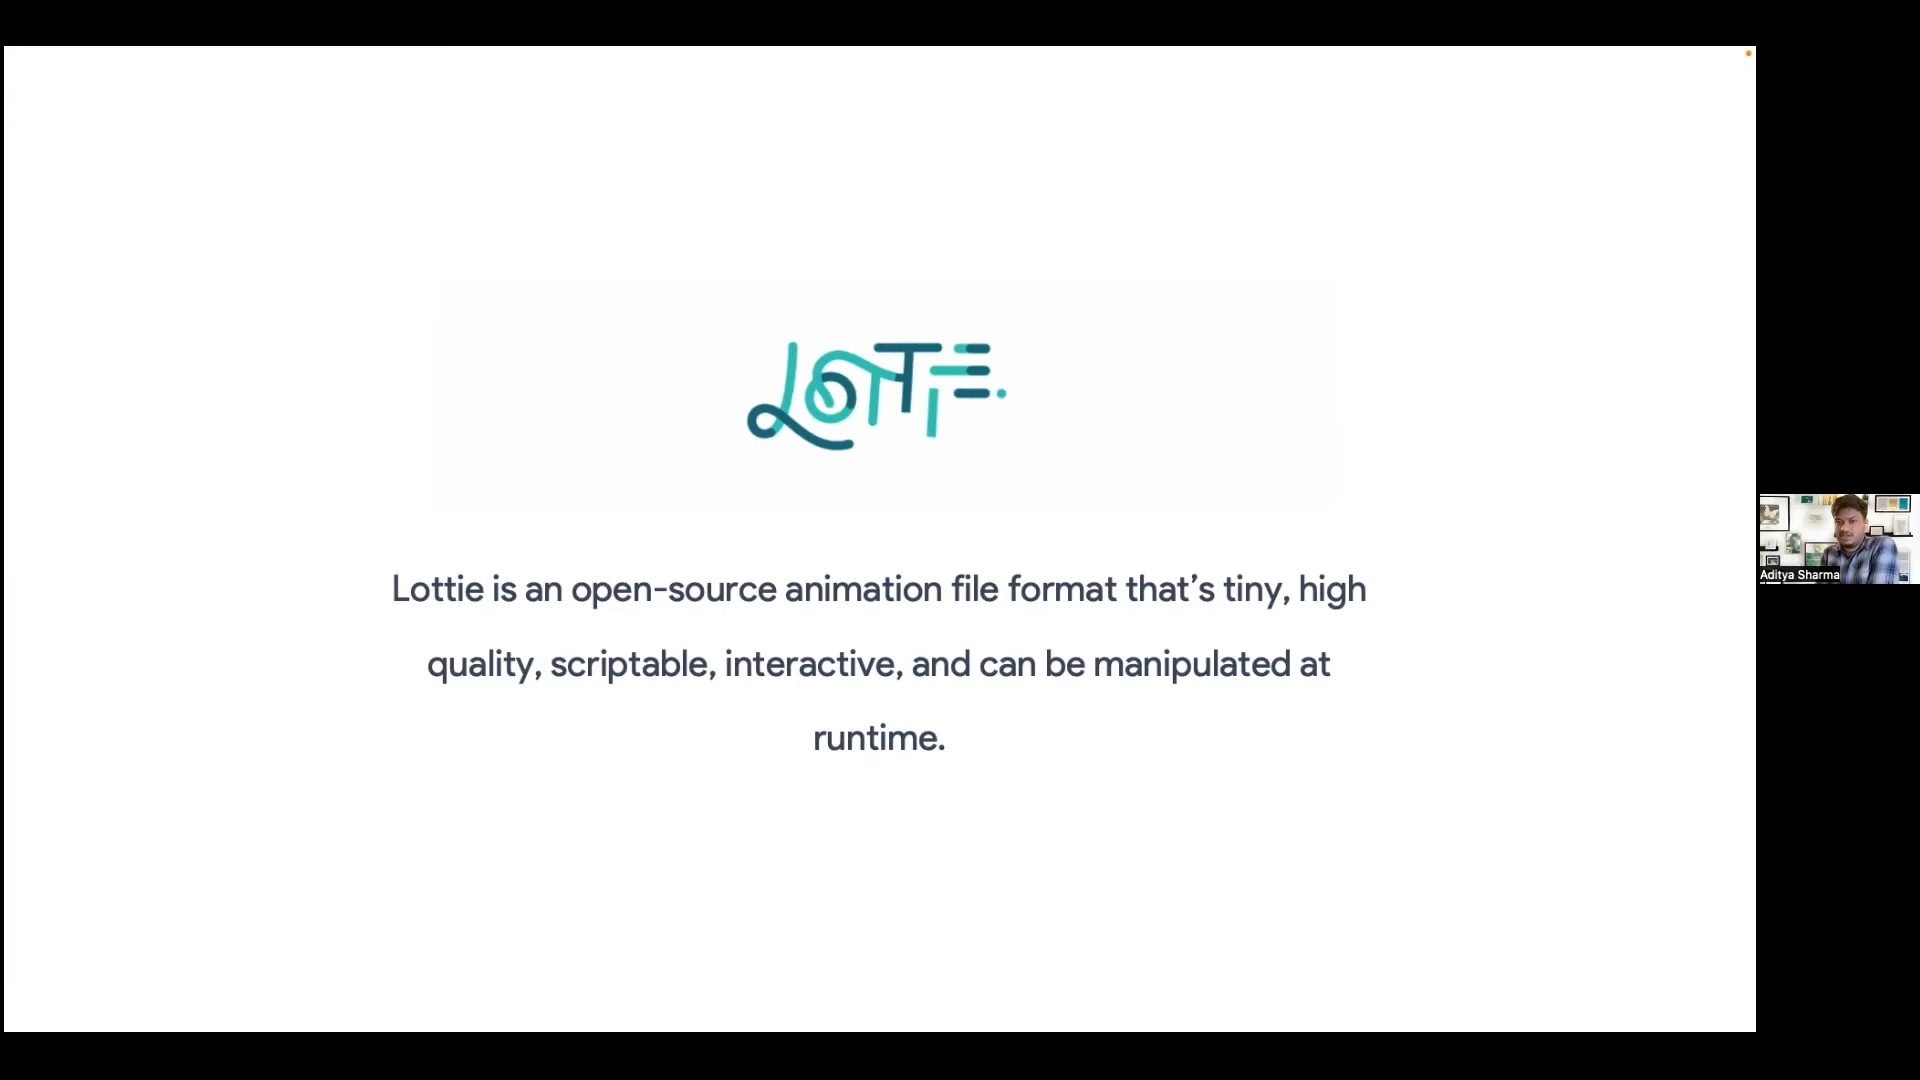 LOTTIE.
Lottie is an open-source animation file format that’s tiny, high
quality, scriptable, interactive, and can be manipulated at
runtime.
Aditya Sharma